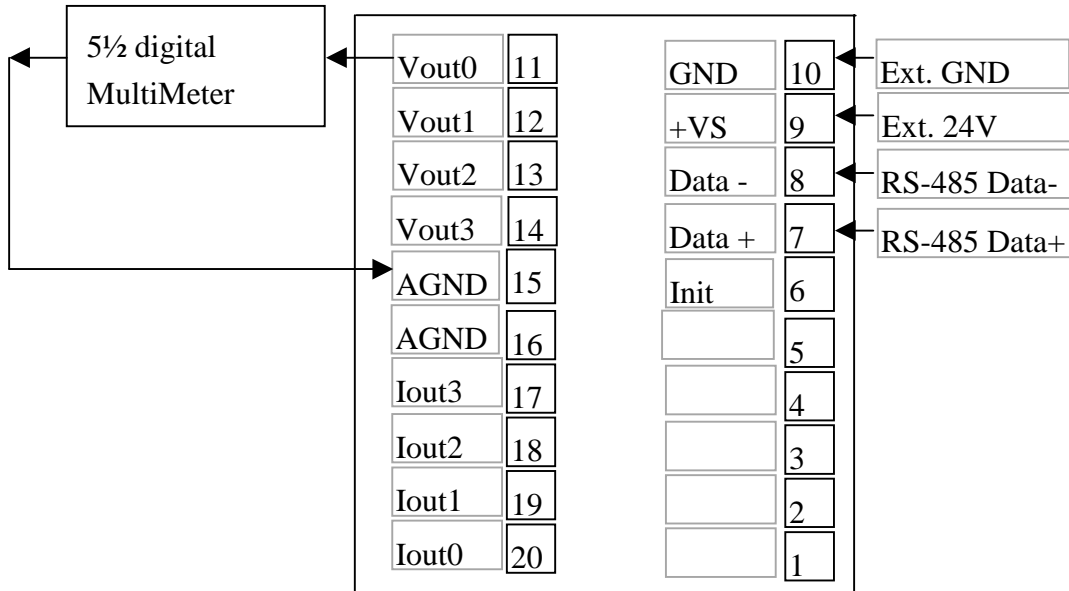 5½ digital
MultiMeter
Vout0 11
Vout1 12
Vout2 13
Vout3 14
AGND 15
AGND 16
Iout3 17
Iout2 18
Iout1 19
Iout0 20
GND 10 Ext. GND
+VS 9 Ext. 24V
Data - 8 RS-485 Data-
Data + 7 RS-485 Data+
Init 6
5
4
3
2
1